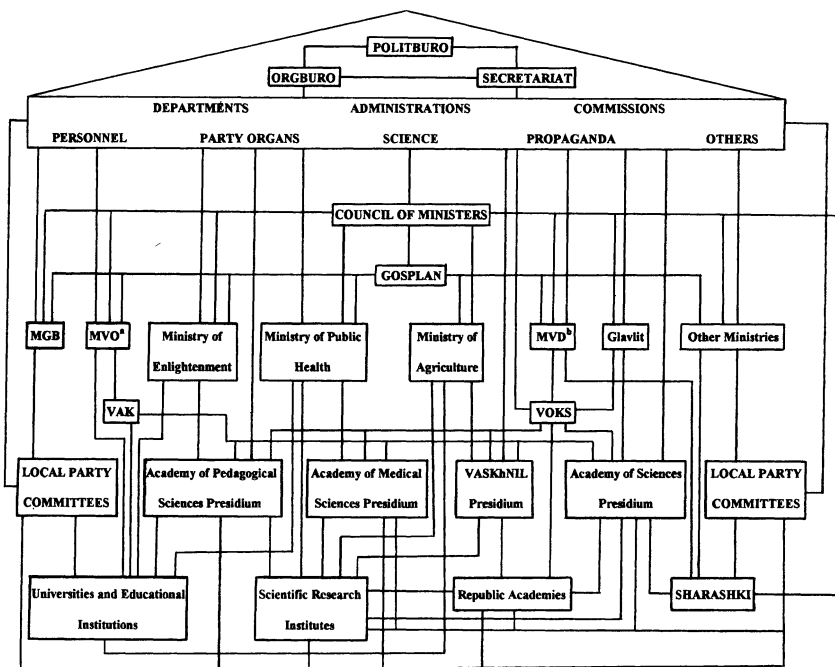 POLITBURO
ORGBURO SECRETARIAT
DEPARTMENTS ADMINISTRATIONS COMMISSIONS
PERSONNEL PARTY ORGANS SCIENCE PROPAGANDA OTHERS
COUNCIL OF MINISTERS
GOSPLAN
MGB
MVOᵃ
Ministry of
Enlightenment
Ministry of Public
Health
Ministry of
Agriculture
MVDᵇ
Glavlit
Other Ministries
VAK
VOKS
LOCAL PARTY
COMMITTEES
Academy of Pedagogical
Sciences Presidium
Academy of Medical
Sciences Presidium
VASKhNIL
Presidium
Academy of Sciences
Presidium
LOCAL PARTY
COMMITTEES
Universities and Educational
Institutions
Scientific Research
Institutes
Republic Academies
SHARASHKI